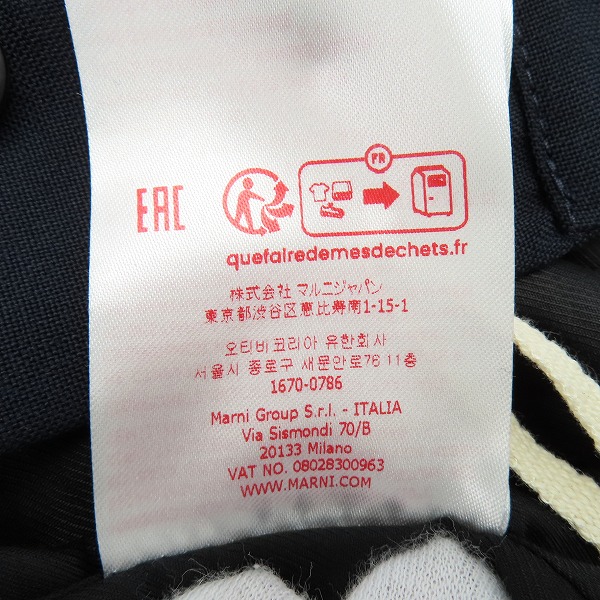 FR
EAC
quefairedemesdechets.fr
株式会社 マルニジャパン
東京都渋谷区恵比寿南1-15-1
오티비코리아 유한회사
서울시 종로구 새문안로76 11층
1670-0786
Marni Group S.r.l. - ITALIA
Via Sismondi 70/B
20133 Milano
VAT NO. 08028300963
WWW.MARNI.COM